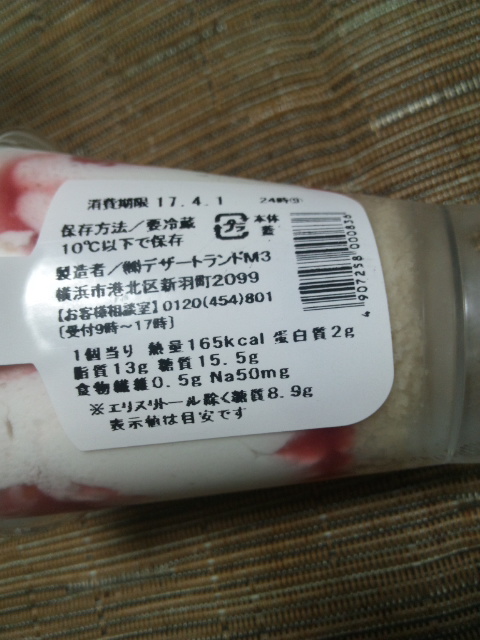 消費期限 17.4.1 24時(9)
保存方法/要冷蔵
10℃以下で保存
プラ 本体 蓋
製造者/㈱デザートランドM3
横浜市港北区新羽町2099
【お客様相談室】0120(454)801
〔受付9時〜17時〕
1個当り 熱量165kcal 蛋白質2g
脂質13g 糖質15.5g
食物繊維0.5g Na50mg
※エリスリトール除く糖質8.9g
表示値は目安です
4907258000836